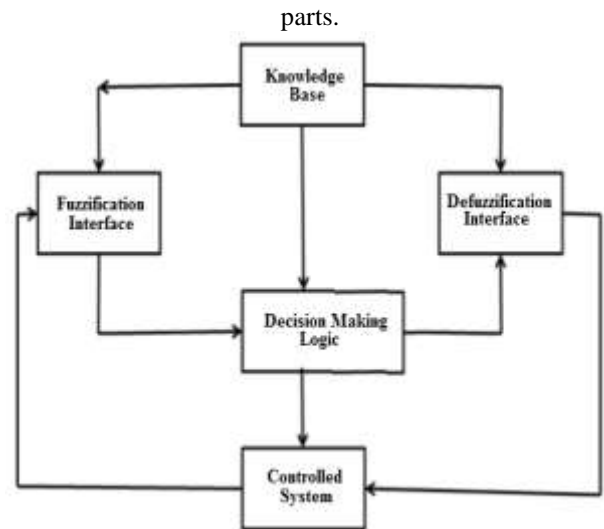 parts.
Knowledge
Base
Fuzzification
Interface
Defuzzification
Interface
Decision Making
Logic
Controlled
System